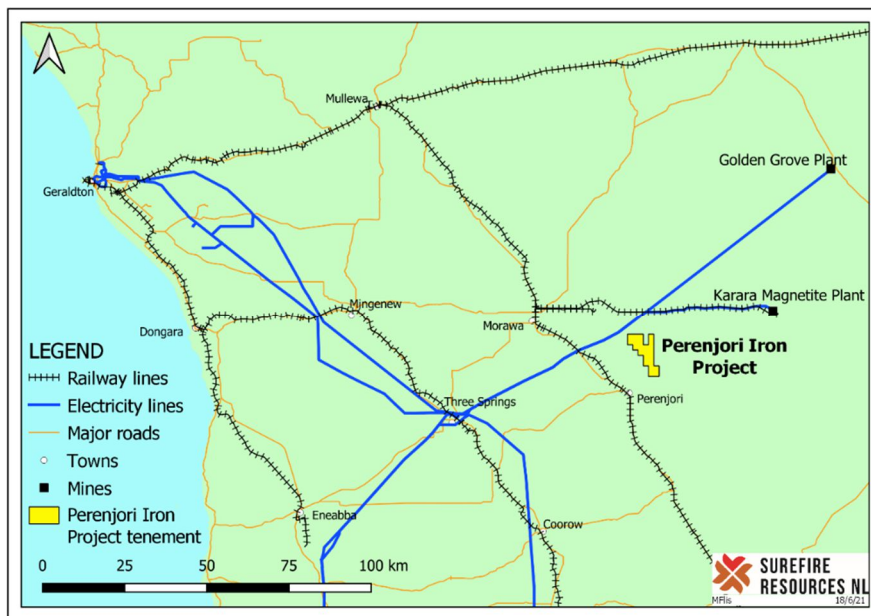 Mullewa
Golden Grove Plant
Geraldton
Karara Magnetite Plant
Mingenew
Dongara
Morawa
Perenjori Iron
Project
LEGEND
Railway lines
Electricity lines
Major roads
Towns
Mines
Perenjori Iron
Project tenement
Three Springs
Perenjori
Eneabba
Coorow
0 25 50 75 100 km
SUREFIRE
RESOURCES NL
MFlis 18/6/21